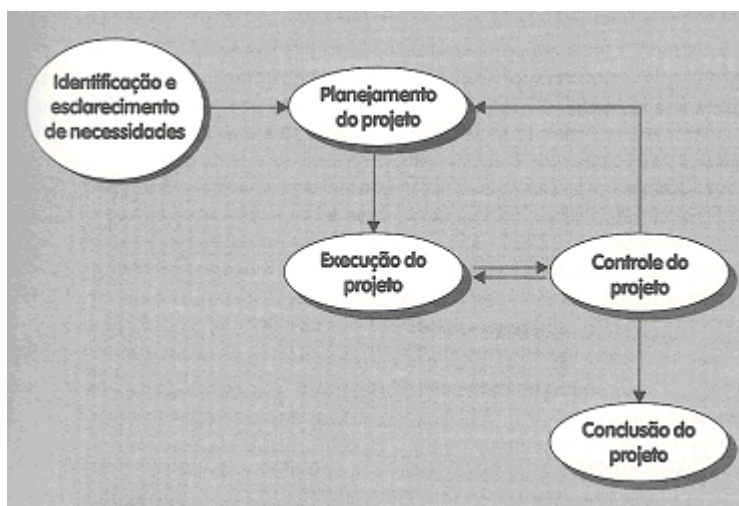 Identificação e
esclarecimento
de necessidades
Planejamento
do projeto
Execução do
projeto
Controle do
projeto
Conclusão do
projeto